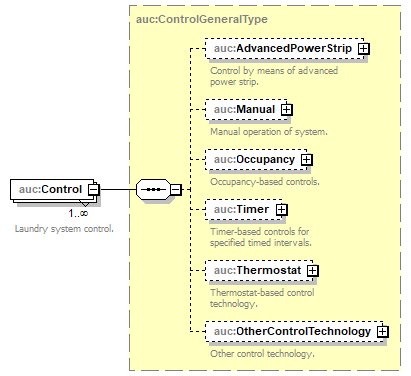 auc:ControlGeneralType
auc:AdvancedPowerStrip
Control by means of advanced
power strip.
auc:Manual
Manual operation of system.
auc:Occupancy
Occupancy-based controls.
auc:Control
1..∞
Laundry system control.
auc:Timer
Timer-based controls for
specified timed intervals.
auc:Thermostat
Thermostat-based control
technology.
auc:OtherControlTechnology
Other control technology.